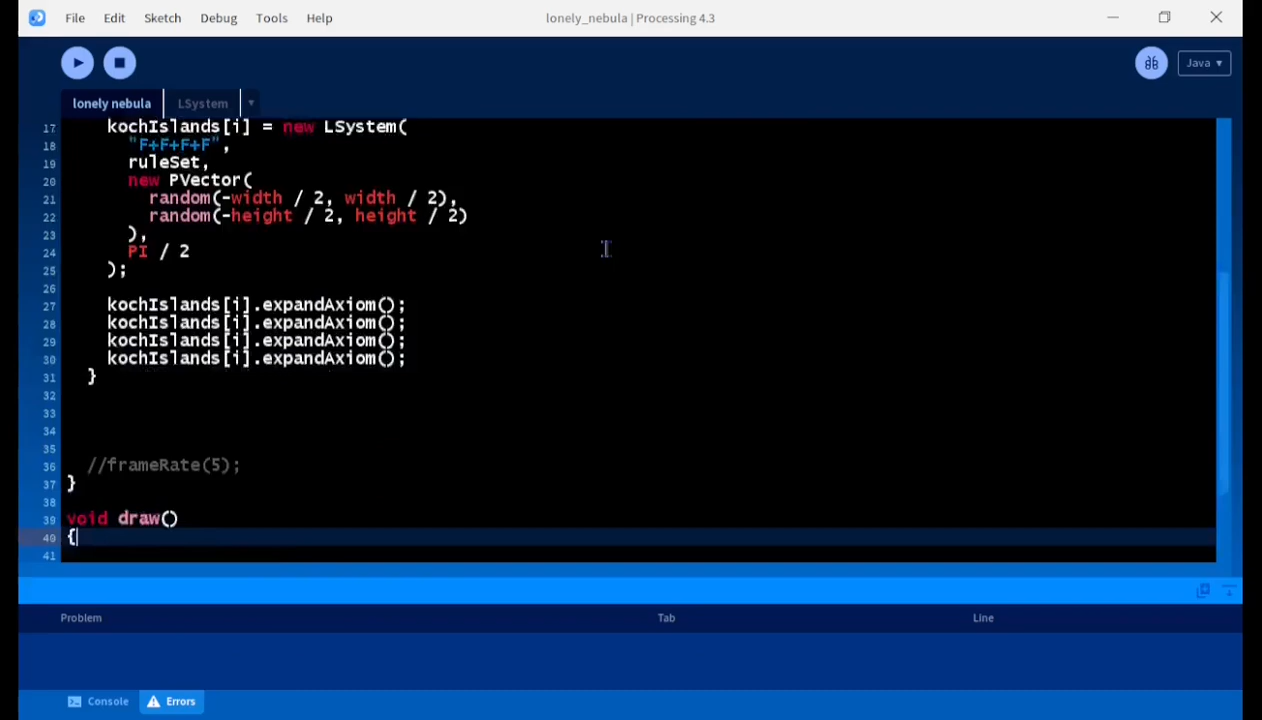 File Edit Sketch Debug Tools Help lonely_nebula | Processing 4.3
Java ▾
lonely nebula LSystem ▾
17 kochIslands[i] = new LSystem(
18 "F+F+F+F",
19 ruleSet,
20 new PVector(
21 random(-width / 2, width / 2),
22 random(-height / 2, height / 2)
23 ),
24 PI / 2
25 );
26
27 kochIslands[i].expandAxiom();
28 kochIslands[i].expandAxiom();
29 kochIslands[i].expandAxiom();
30 kochIslands[i].expandAxiom();
31 }
32
33
34
35
36 //frameRate(5);
37 }
38
39 void draw()
40 {
41
Problem Tab Line
Console Errors